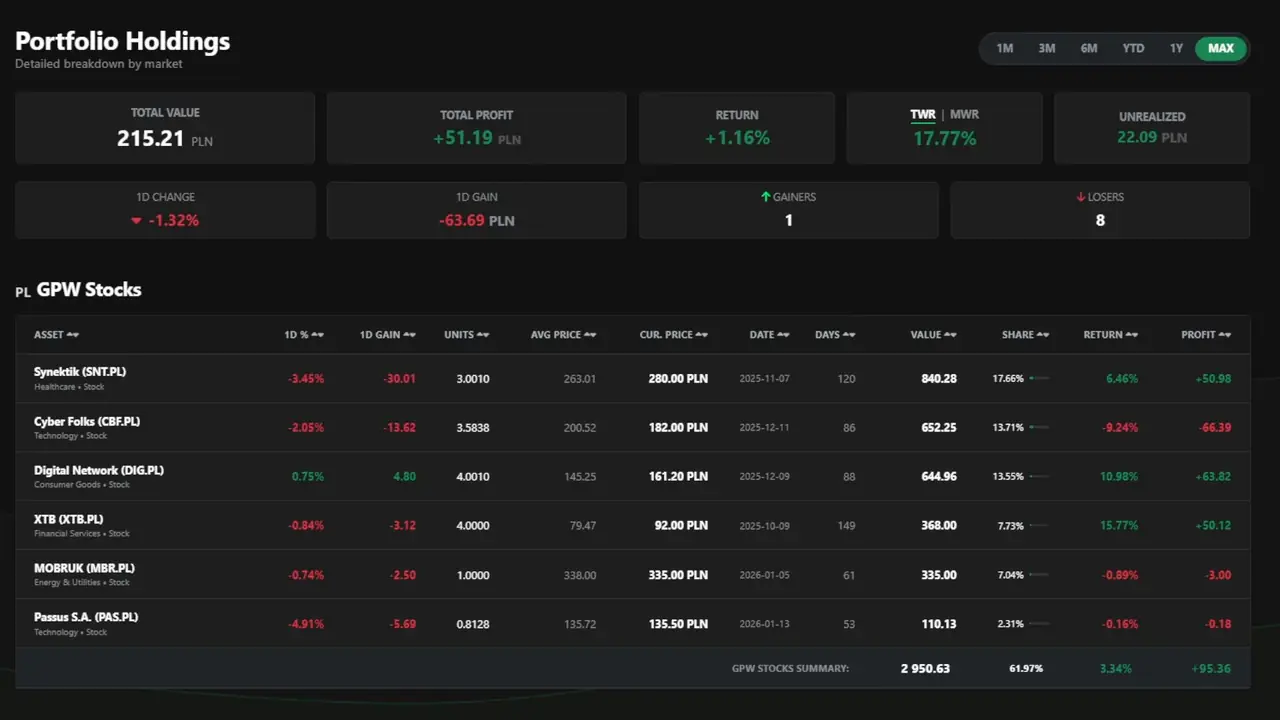 Portfolio Holdings
Detailed breakdown by market
1M 3M 6M YTD 1Y MAX
TOTAL VALUE
215.21 PLN
TOTAL PROFIT
+51.19 PLN
RETURN
+1.16%
TWR | MWR
17.77%
UNREALIZED
22.09 PLN
1D CHANGE
-1.32%
1D GAIN
-63.69 PLN
GAINERS
1
LOSERS
8
PL GPW Stocks
ASSET 1D % 1D GAIN UNITS AVG PRICE CUR. PRICE DATE DAYS VALUE SHARE RETURN PROFIT
Synektik (SNT.PL) -3.45% -30.01 3.0010 263.01 280.00 PLN 2025-11-07 120 840.28 17.66% 6.46% +50.98
Healthcare • Stock
Cyber Folks (CBF.PL) -2.05% -13.62 3.5838 200.52 182.00 PLN 2025-12-11 86 652.25 13.71% -9.24% -66.39
Technology • Stock
Digital Network (DIG.PL) 0.75% 4.80 4.0010 145.25 161.20 PLN 2025-12-09 88 644.96 13.55% 10.98% +63.82
Consumer Goods • Stock
XTB (XTB.PL) -0.84% -3.12 4.0000 79.47 92.00 PLN 2025-10-09 149 368.00 7.73% 15.77% +50.12
Financial Services • Stock
MOBRUK (MBR.PL) -0.74% -2.50 1.0000 338.00 335.00 PLN 2026-01-05 61 335.00 7.04% -0.89% -3.00
Energy & Utilities • Stock
Passus S.A. (PAS.PL) -4.91% -5.69 0.8128 135.72 135.50 PLN 2026-01-13 53 110.13 2.31% -0.16% -0.18
Technology • Stock
GPW STOCKS SUMMARY: 2 950.63 61.97% 3.34% +95.36